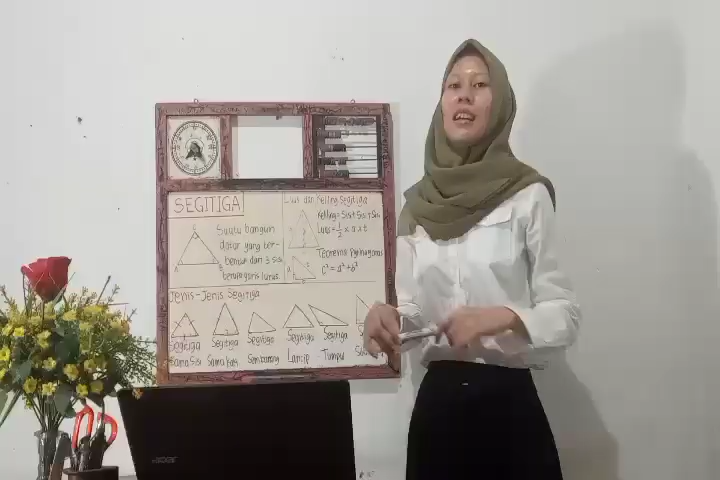 SEGITIGA
Suatu bangun
datar yang ter-
bentuk dari 3 sisi
berupa garis lurus.
Luas dan Keliling Segitiga
Keliling = Sisi + Sisi + Sisi
Luas = 1/2 x a x t
Teorema Pythagoras
c² = a² + b²
Jenis - Jenis Segitiga
Segitiga Segitiga Segitiga Segitiga Segitiga
Sama Sisi Sama Kaki Sembarang Lancip Tumpul
acer